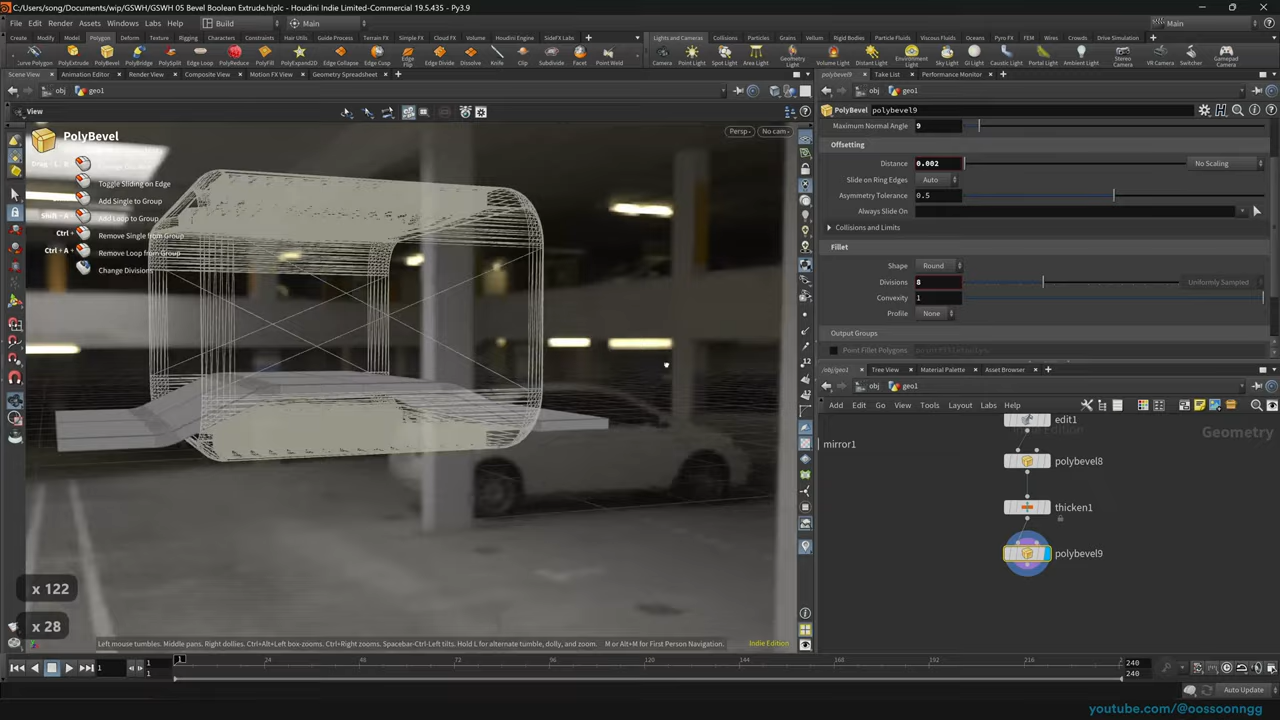 C:/Users/song/Documents/wip/GSWH/GSWH 05 Bevel Boolean Extrude.hiplc - Houdini Indie Limited-Commercial 19.5.435 - Py3.9
File Edit Render Assets Windows Labs Help Build Main Main
Create Modify Model Polygon Deform Texture Rigging Characters Constraints Hair Utils Guide Process Terrain FX Simple FX Cloud FX Volume Houdini Engine SideFX Labs
Lights and Cameras Collisions Particles Grains Vellum Rigid Bodies Particle Fluids Viscous Fluids Oceans Pyro FX FEM Wires Crowds Drive Simulation
PolyExtrude PolyBevel PolyBridge PolySplit Edge Loop PolyReduce PolyFill PolyExpand2D Edge Collapse Edge Cusp Edge Flip Edge Divide Dissolve Knife Clip Subdivide Facet Point Weld
Camera Point Light Spot Light Area Light Geometry Light Volume Light Distant Light Environment Light Sky Light GI Light Caustic Light Portal Light Ambient Light Stereo Camera VR Camera Switcher Gamepad Camera
Scene View Animation Editor Render View Composite View Motion FX View Geometry Spreadsheet
polybevel9 Take List Performance Monitor
obj geo1
obj geo1
View
PolyBevel polybevel9
Persp No cam
PolyBevel
Toggle Sliding on Edge
Add Single to Group
Shift + A Add Loop to Group
Ctrl + Remove Single from Group
Ctrl + A Remove Loop from Group
Change Divisions
Maximum Normal Angle 9
Offsetting
Distance 0.002 No Scaling
Slide on Ring Edges Auto
Asymmetry Tolerance 0.5
Always Slide On
Collisions and Limits
Fillet
Shape Round
Divisions 8 Uniformly Sampled
Convexity 1
Profile None
Output Groups
Point Fillet Polygons
/obj/geo1 Tree View Material Palette Asset Browser
obj geo1
Add Edit Go View Tools Layout Labs Help
edit1
Geometry
mirror1
polybevel8
thicken1
polybevel9
x 122
x 28
Left mouse tumbles. Middle pans. Right dollies. Ctrl+Alt+Left box-zooms. Ctrl+Right zooms. Spacebar-Ctrl-Left tilts. Hold L for alternate tumble, dolly, and zoom. M or Alt+M for First Person Navigation.
Indie Edition
1 1 1 1 24 48 72 96 120 144 168 192 216 240 240
Auto Update
youtube.com/@oossoonngg